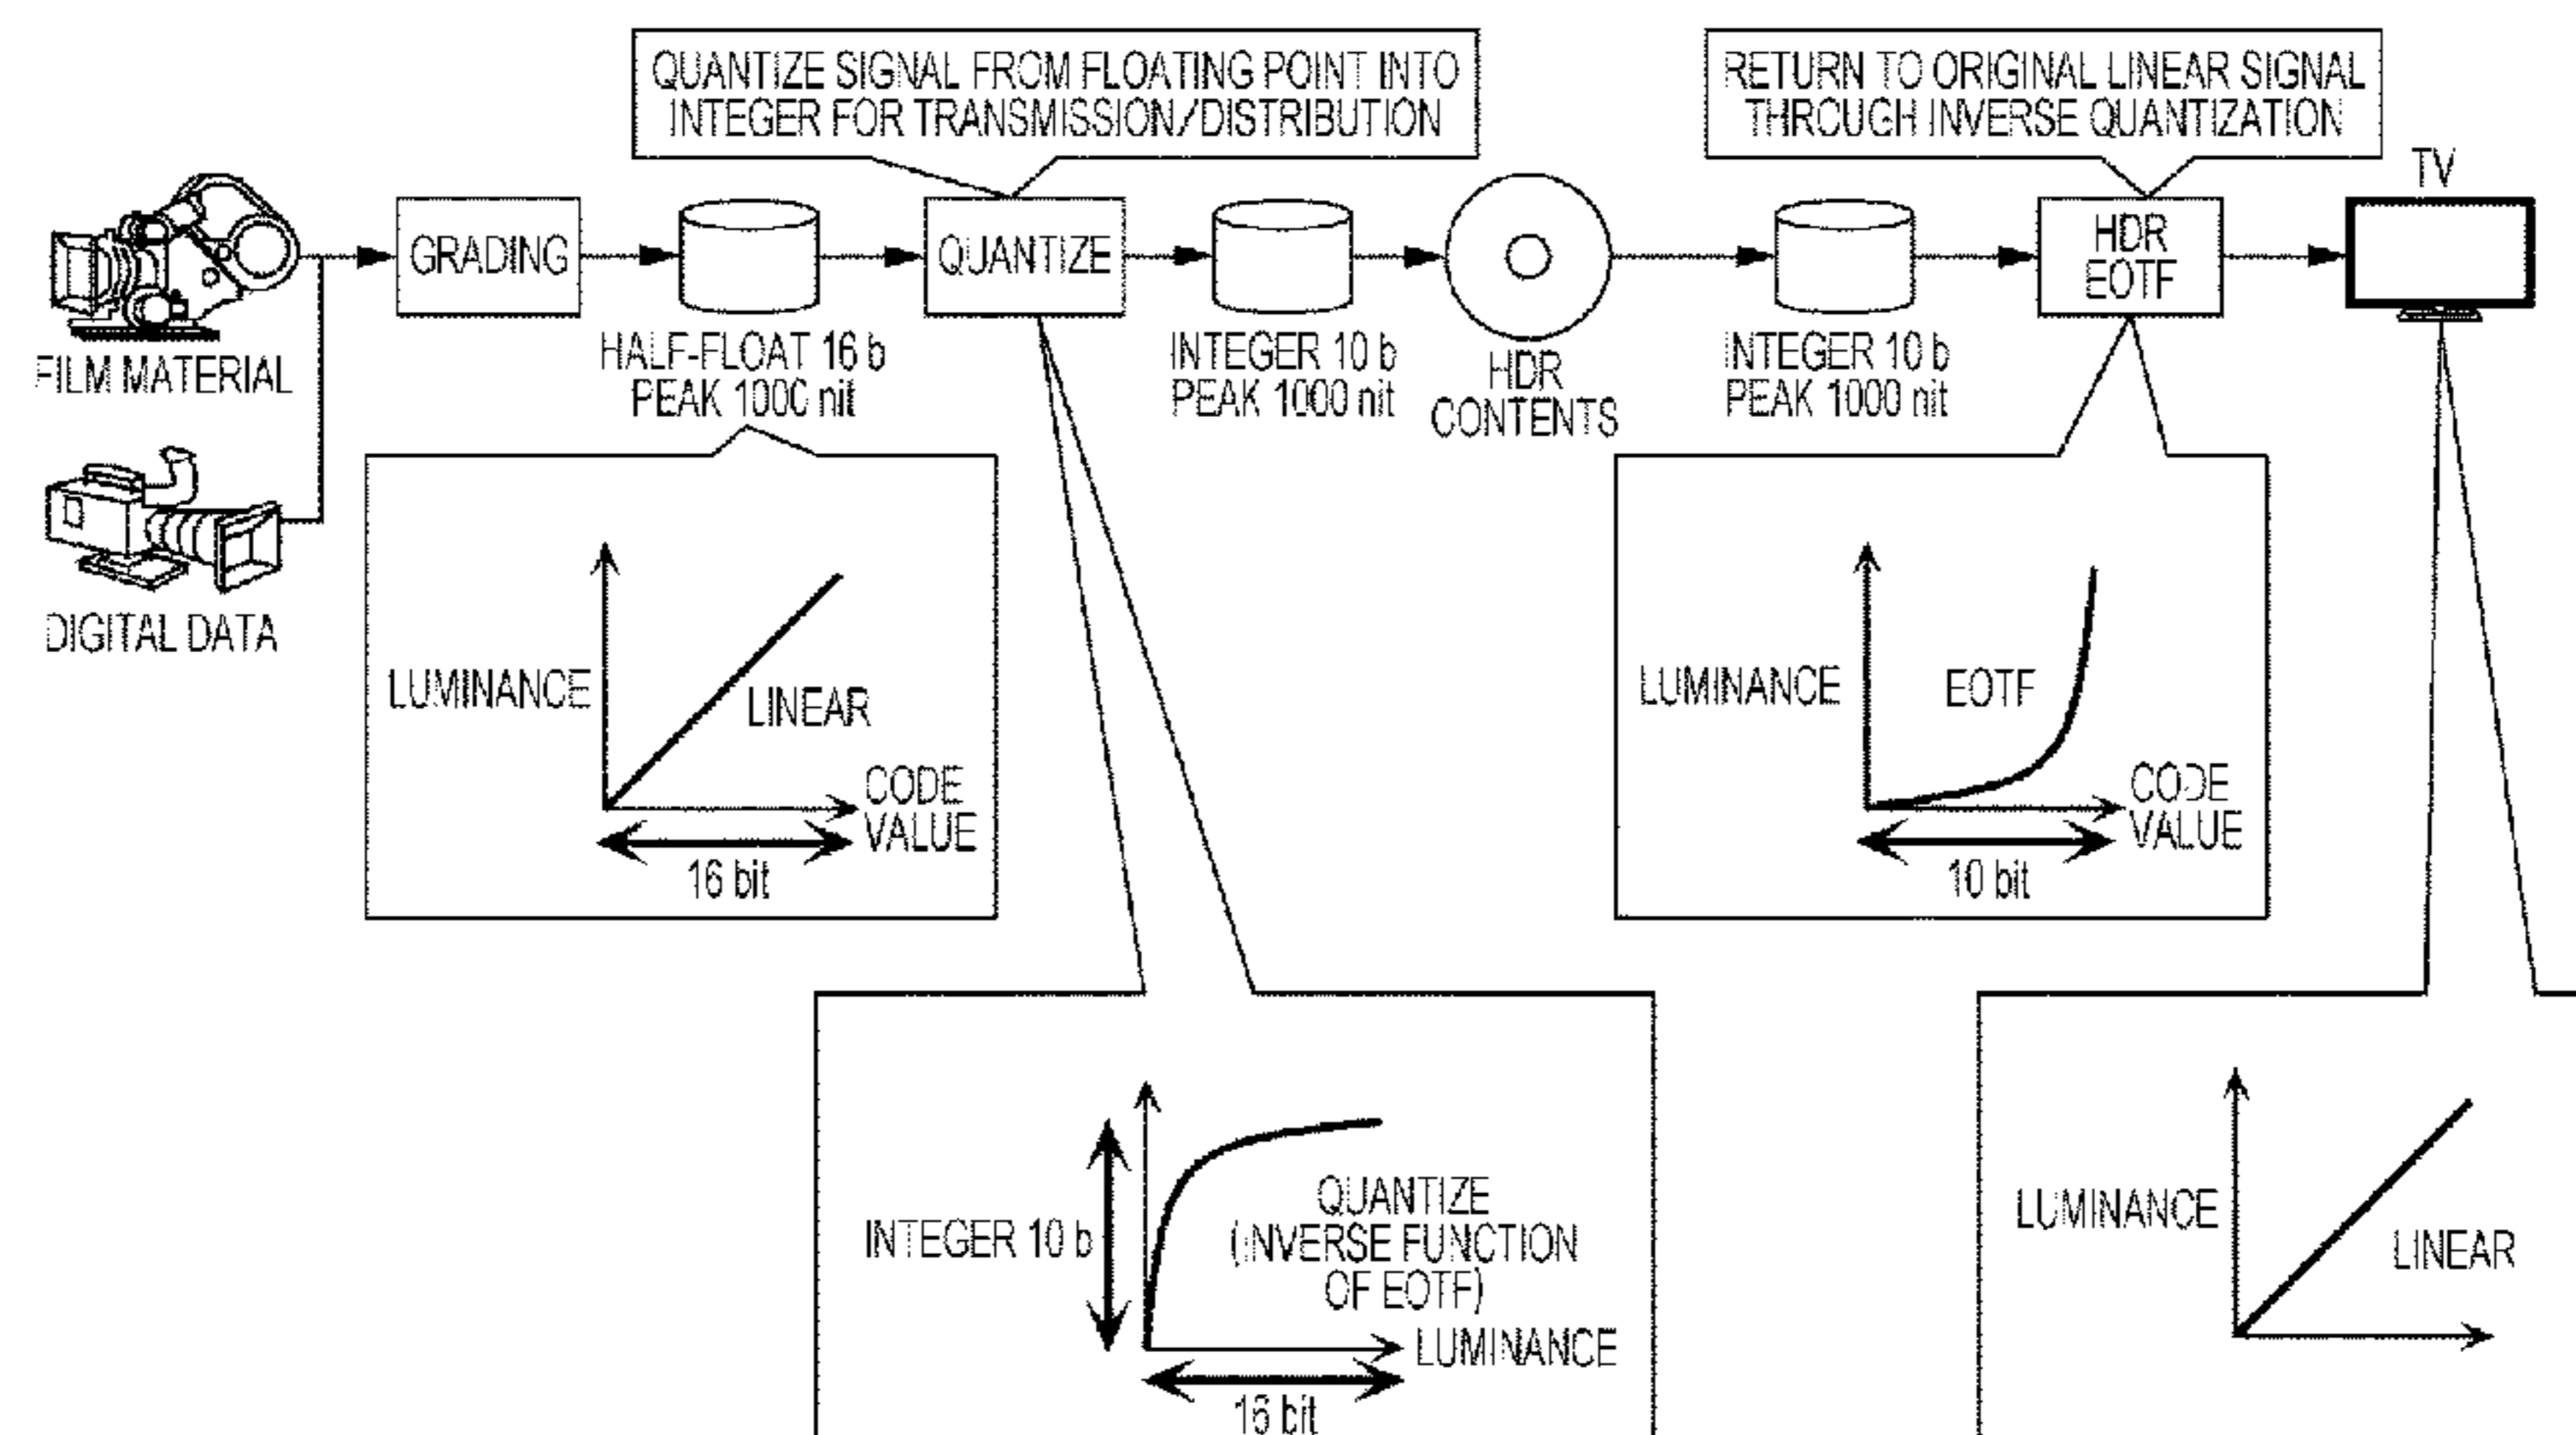 QUANTIZE SIGNAL FROM FLOATING POINT INTO
INTEGER FOR TRANSMISSION/DISTRIBUTION
RETURN TO ORIGINAL LINEAR SIGNAL
THROUGH INVERSE QUANTIZATION
TV
GRADING
QUANTIZE
HDR
EOTF
FILM MATERIAL
HALF-FLOAT 16 b
PEAK 1000 nit
INTEGER 10 b
PEAK 1000 nit
HDR
CONTENTS
INTEGER 10 b
PEAK 1000 nit
DIGITAL DATA
LUMINANCE
LINEAR
CODE
VALUE
16 bit
LUMINANCE
EOTF
CODE
VALUE
10 bit
INTEGER 10 b
QUANTIZE
(INVERSE FUNCTION
OF EOTF)
LUMINANCE
16 bit
LUMINANCE
LINEAR